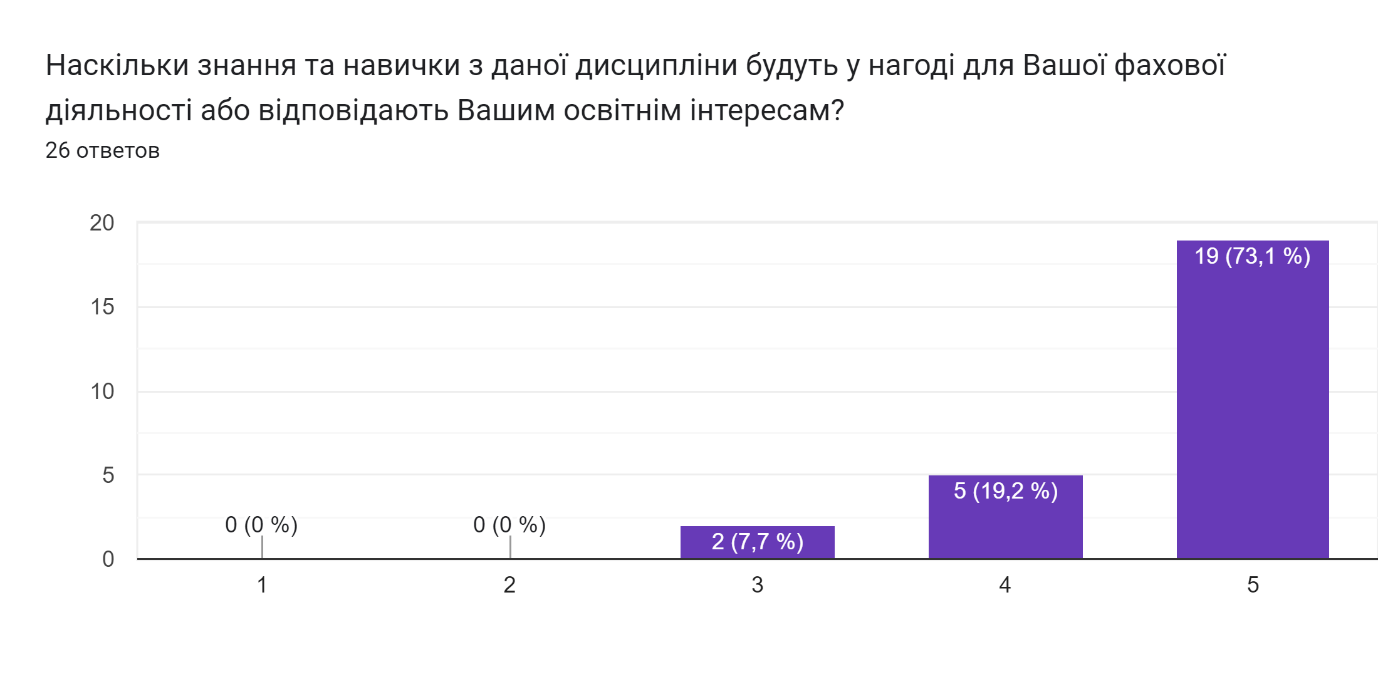 Наскільки знання та навички з даної дисципліни будуть у нагоді для Вашої фахової
діяльності або відповідають Вашим освітнім інтересам?
26 ответов
20
15
10
5
0
0 (0 %)
0 (0 %)
2 (7,7 %)
5 (19,2 %)
19 (73,1 %)
1
2
3
4
5